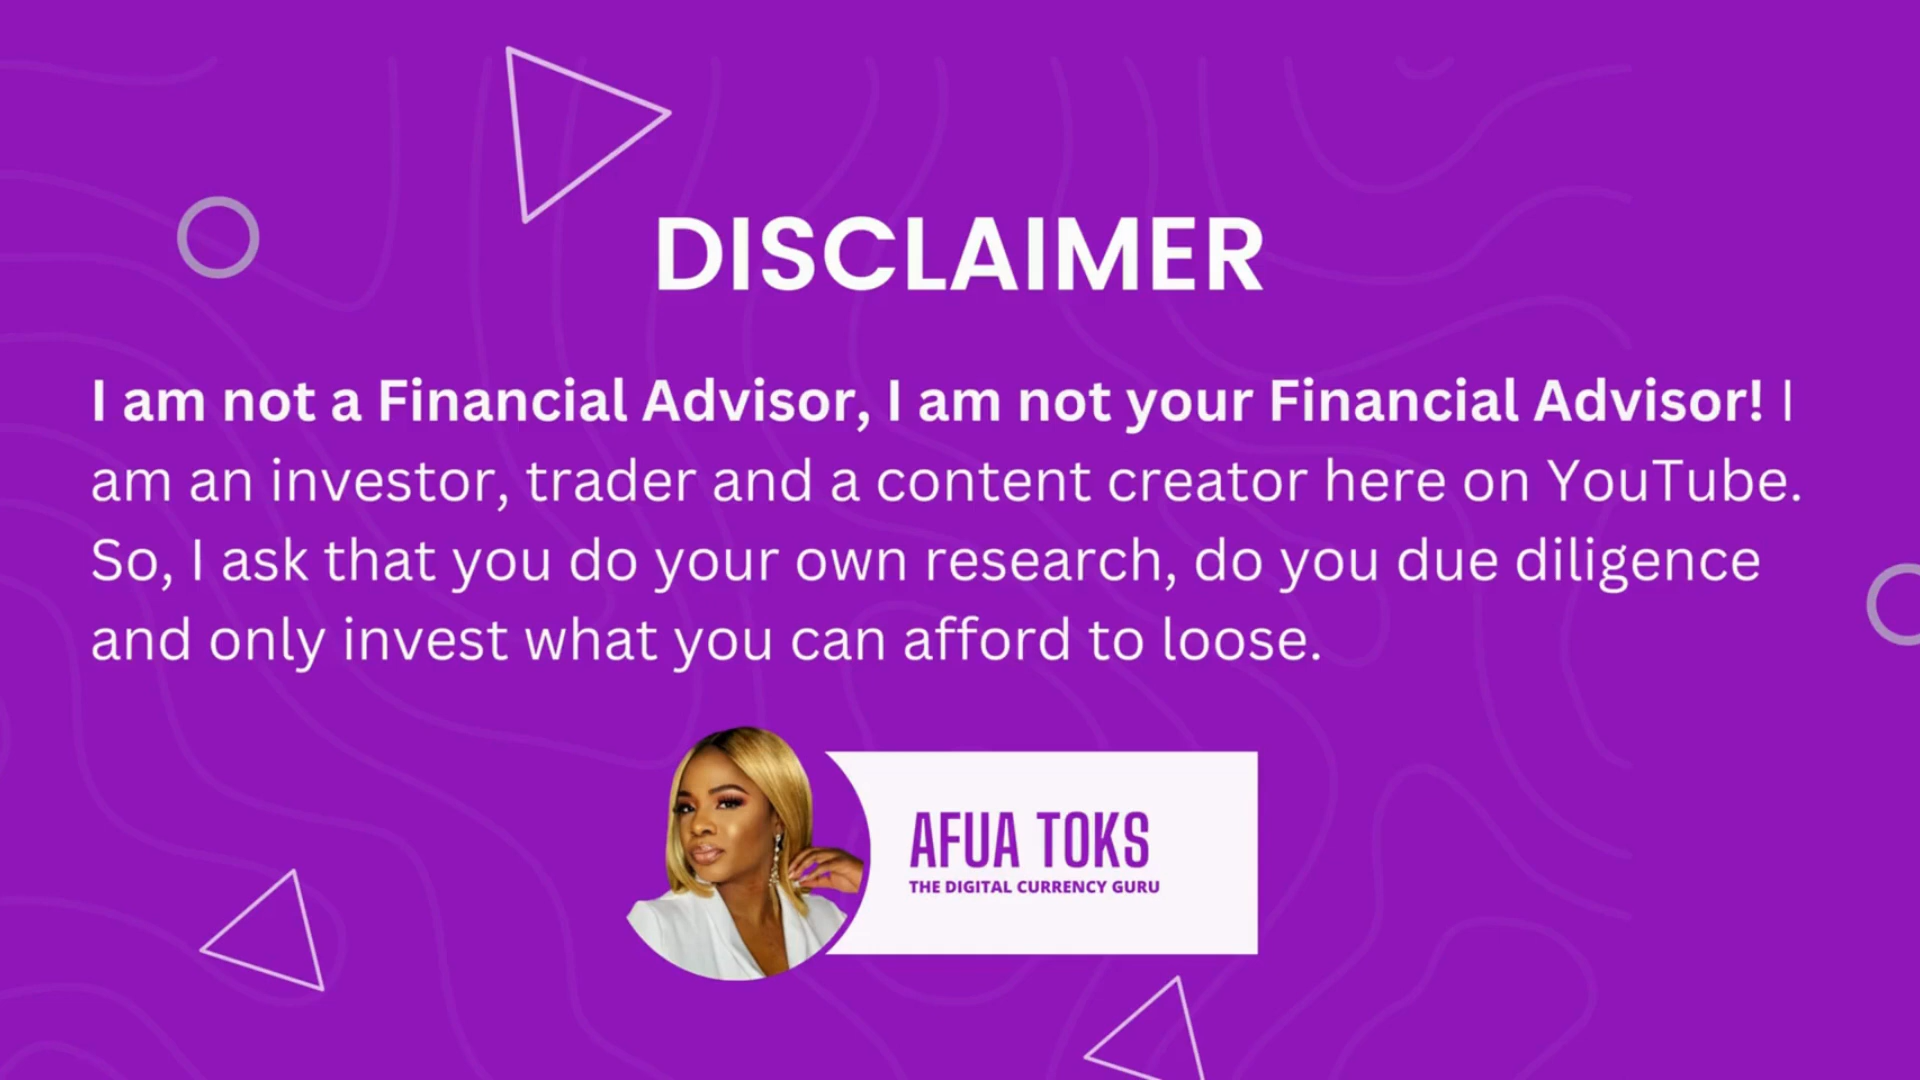 DISCLAIMER
I am not a Financial Advisor, I am not your Financial Advisor! I
am an investor, trader and a content creator here on YouTube.
So, I ask that you do your own research, do you due diligence
and only invest what you can afford to loose.
AFUA TOKS
THE DIGITAL CURRENCY GURU